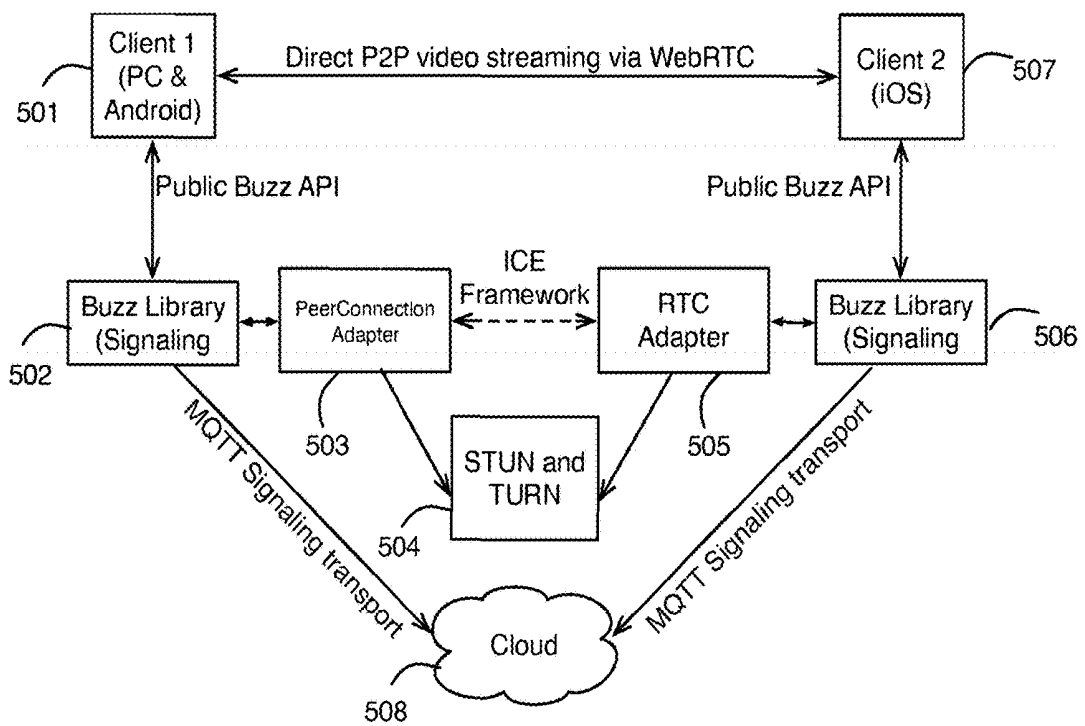 Client 1
(PC &
Android)
501
Direct P2P video streaming via WebRTC
Client 2
(iOS)
507
Public Buzz API
Public Buzz API
Buzz Library
(Signaling
502
PeerConnection
Adapter
503
ICE
Framework
RTC
Adapter
505
Buzz Library
(Signaling
506
STUN and
TURN
504
MQTT Signaling transport
MQTT Signaling transport
Cloud
508